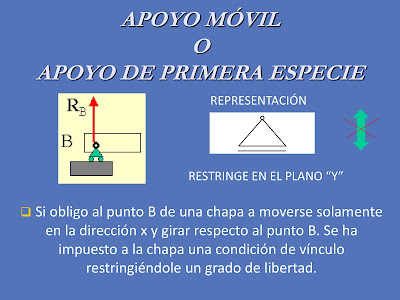 APOYO MÓVIL
O
APOYO DE PRIMERA ESPECIE
R_B
B
REPRESENTACIÓN
RESTRINGE EN EL PLANO “Y”
Si obligo al punto B de una chapa a moverse solamente
en la dirección x y girar respecto al punto B. Se ha
impuesto a la chapa una condición de vínculo
restringiéndole un grado de libertad.